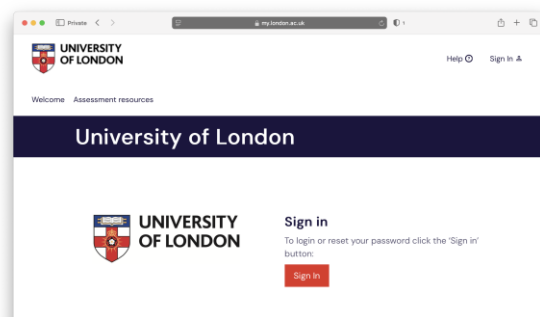 Private
my.london.ac.uk
UNIVERSITY
OF LONDON
Help
Sign In
Welcome Assessment resources
University of London
UNIVERSITY
OF LONDON
Sign in
To login or reset your password click the 'Sign in'
button:
Sign In